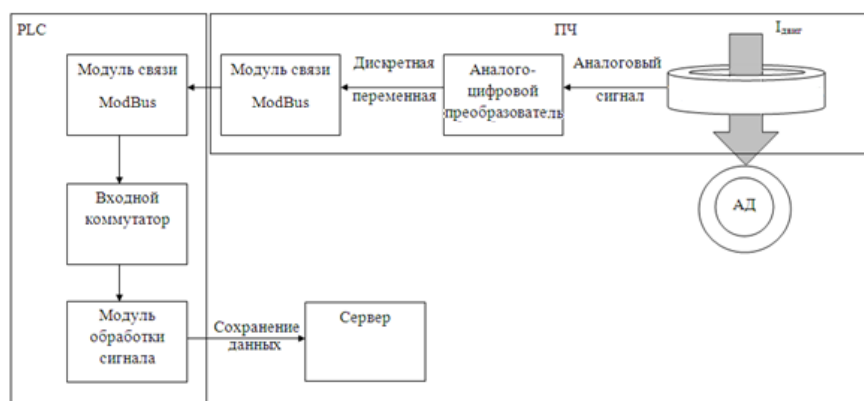 PLC
ПЧ
Iдвиг
Модуль связи
ModBus
Модуль связи
ModBus
Дискретная
переменная
Аналого-
цифровой
преобразователь
Аналоговый
сигнал
АД
Входной
коммутатор
Модуль
обработки
сигнала
Сохранение
данных
Сервер